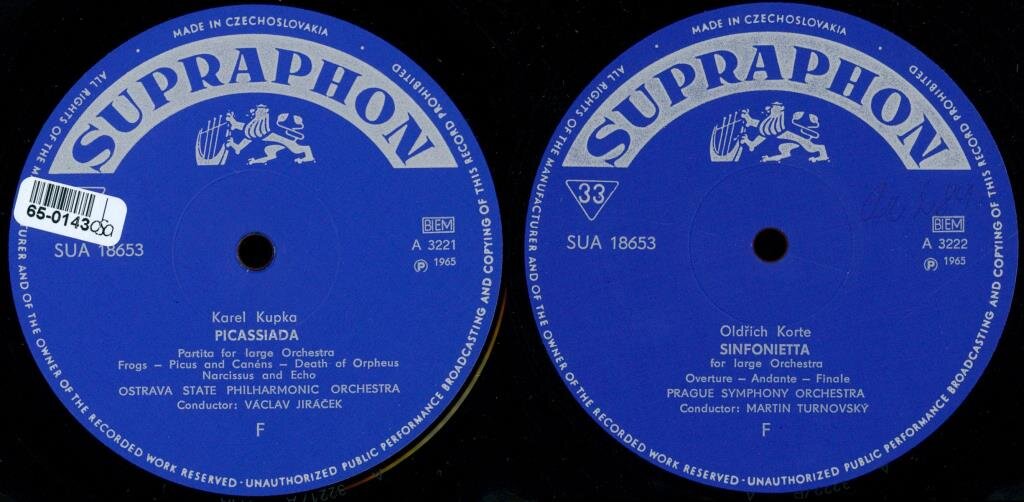 MADE IN CZECHOSLOVAKIA
ALL RIGHTS OF THE MANUFACTURER AND OF THE OWNER OF THE RECORDED WORK RESERVED · UNAUTHORIZED PUBLIC PERFORMANCE BROADCASTING AND COPYING OF THIS RECORD PROHIBITED
SUPRAPHON
65-0143
SUA 18653
BIEM
A 3221
Ⓟ 1965
Karel Kupka
PICASSIADA
Partita for large Orchestra
Frogs – Picus and Canéns – Death of Orpheus
Narcissus and Echo
OSTRAVA STATE PHILHARMONIC ORCHESTRA
Conductor: VÁCLAV JIRÁČEK
F
MADE IN CZECHOSLOVAKIA
ALL RIGHTS OF THE MANUFACTURER AND OF THE OWNER OF THE RECORDED WORK RESERVED · UNAUTHORIZED PUBLIC PERFORMANCE BROADCASTING AND COPYING OF THIS RECORD PROHIBITED
SUPRAPHON
33
SUA 18653
BIEM
A 3222
Ⓟ 1965
Oldřich Korte
SINFONIETTA
for large Orchestra
Overture – Andante – Finale
PRAGUE SYMPHONY ORCHESTRA
Conductor: MARTIN TURNOVSKÝ
F